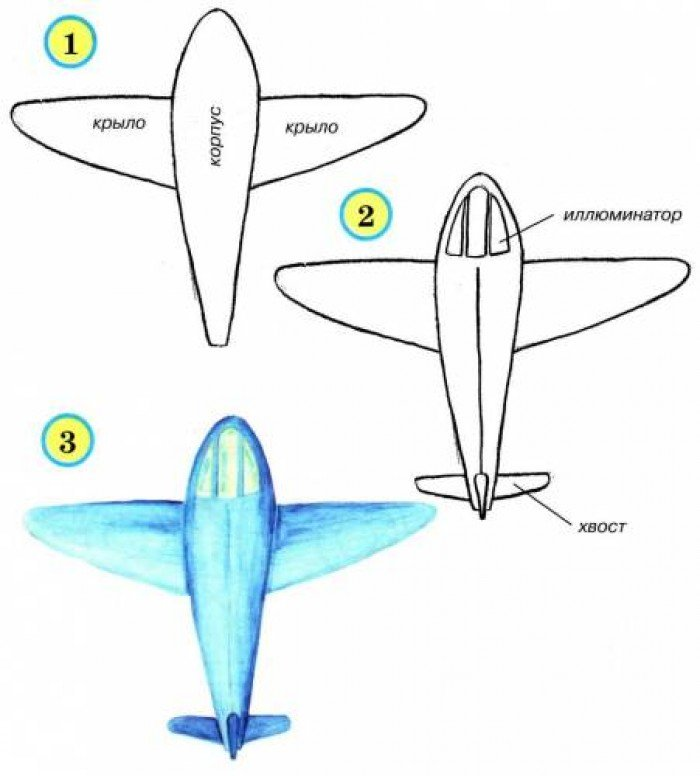 1
крыло
корпус
крыло
2
иллюминатор
3
хвост